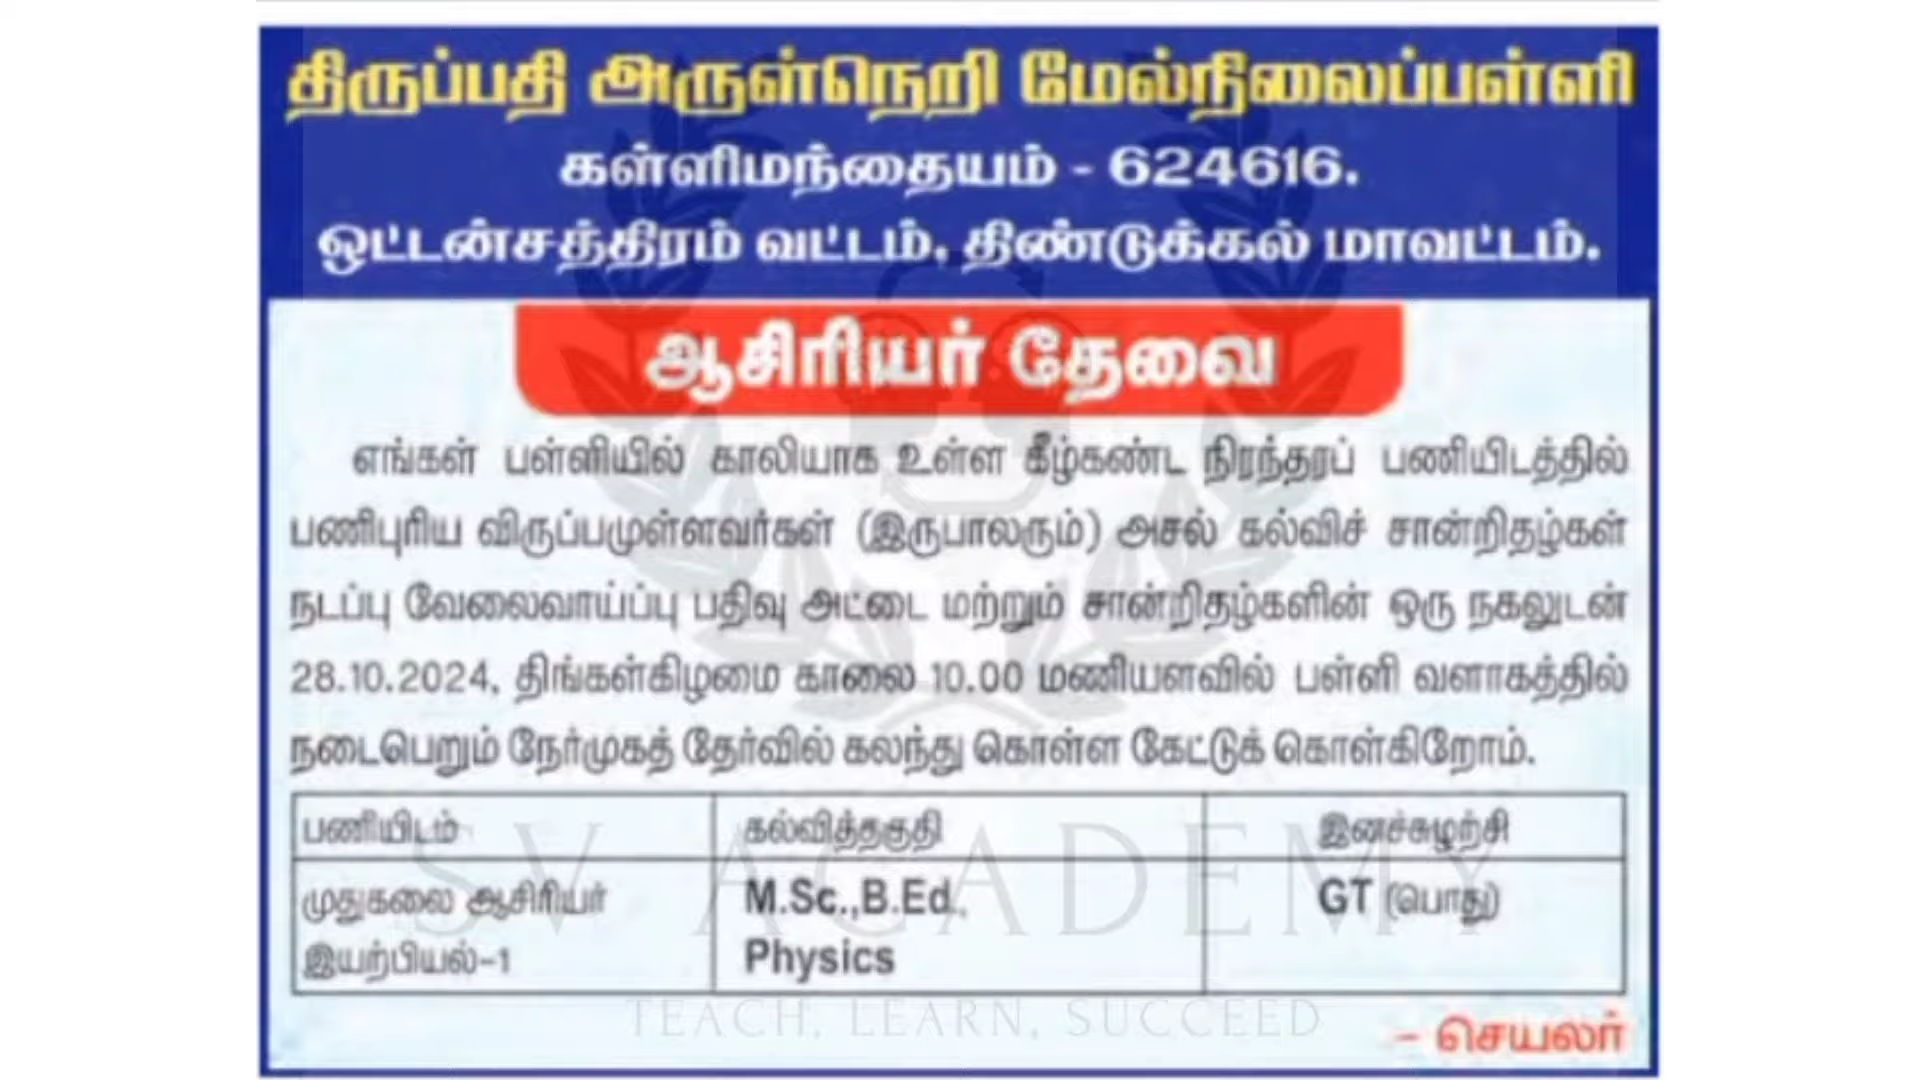 திருப்பதி அருள்நெறி மேல்நிலைப்பள்ளி
கள்ளிமந்தையம் - 624616.
ஒட்டன்சத்திரம் வட்டம், திண்டுக்கல் மாவட்டம்.
ஆசிரியர் தேவை
எங்கள் பள்ளியில் காலியாக உள்ள கீழ்கண்ட நிரந்தரப் பணியிடத்தில்
பணிபுரிய விருப்பமுள்ளவர்கள் (இருபாலரும்) அசல் கல்விச் சான்றிதழ்கள்
நடப்பு வேலைவாய்ப்பு பதிவு அட்டை மற்றும் சான்றிதழ்களின் ஒரு நகலுடன்
28.10.2024, திங்கள்கிழமை காலை 10.00 மணியளவில் பள்ளி வளாகத்தில்
நடைபெறும் நேர்முகத் தேர்வில் கலந்து கொள்ள கேட்டுக் கொள்கிறோம்.
பணியிடம் கல்வித்தகுதி இனச்சுழற்சி
முதுகலை ஆசிரியர் M.Sc.,B.Ed., GT (பொது)
இயற்பியல்-1 Physics
SV ACADEMY
TEACH, LEARN, SUCCEED
- செயலர்